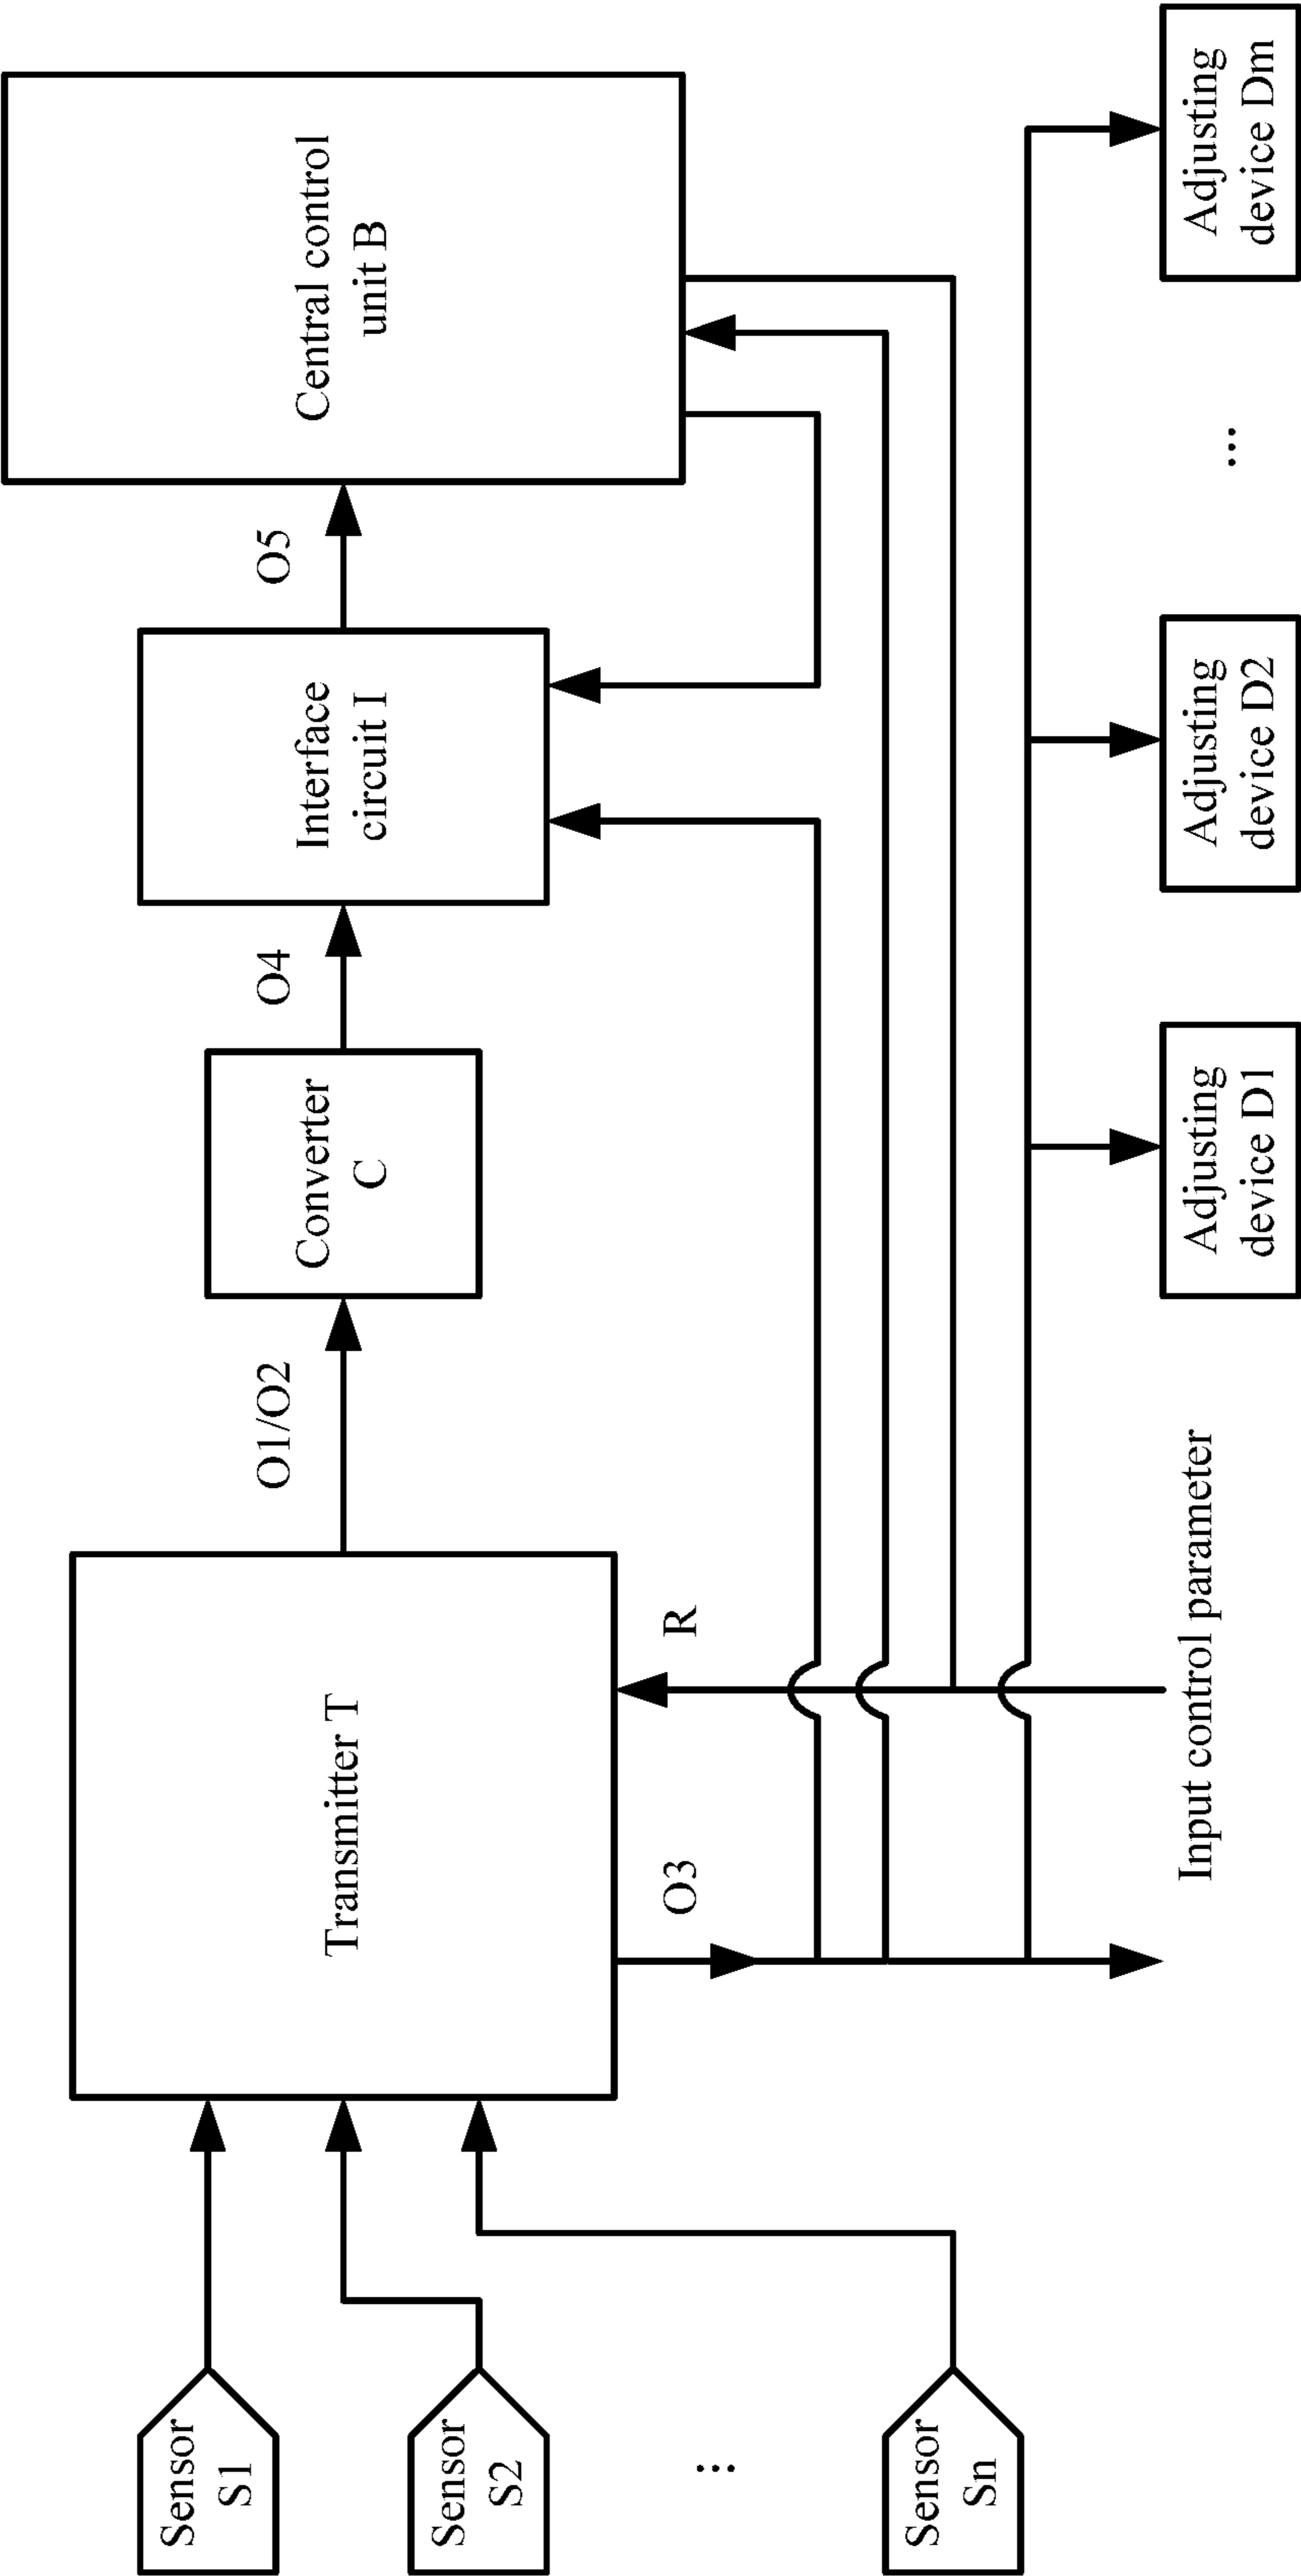 Sensor
S1
Sensor
S2
...
Sensor
Sn
Transmitter T
O1/O2
Converter
C
O4
Interface
circuit I
O5
Central control
unit B
O3
R
Input control parameter
Adjusting
device D1
Adjusting
device D2
...
Adjusting
device Dm